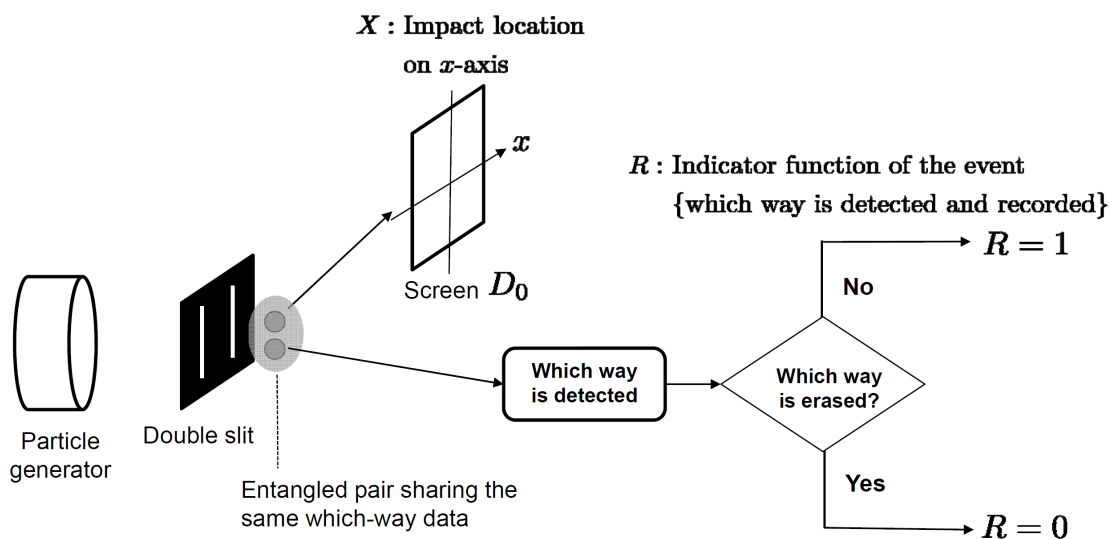 X : Impact location
on x-axis
x
R : Indicator function of the event
{which way is detected and recorded}
R = 1
Screen D₀
No
Which way
is detected
Which way
is erased?
Particle
generator
Double slit
Yes
Entangled pair sharing the
same which-way data
R = 0